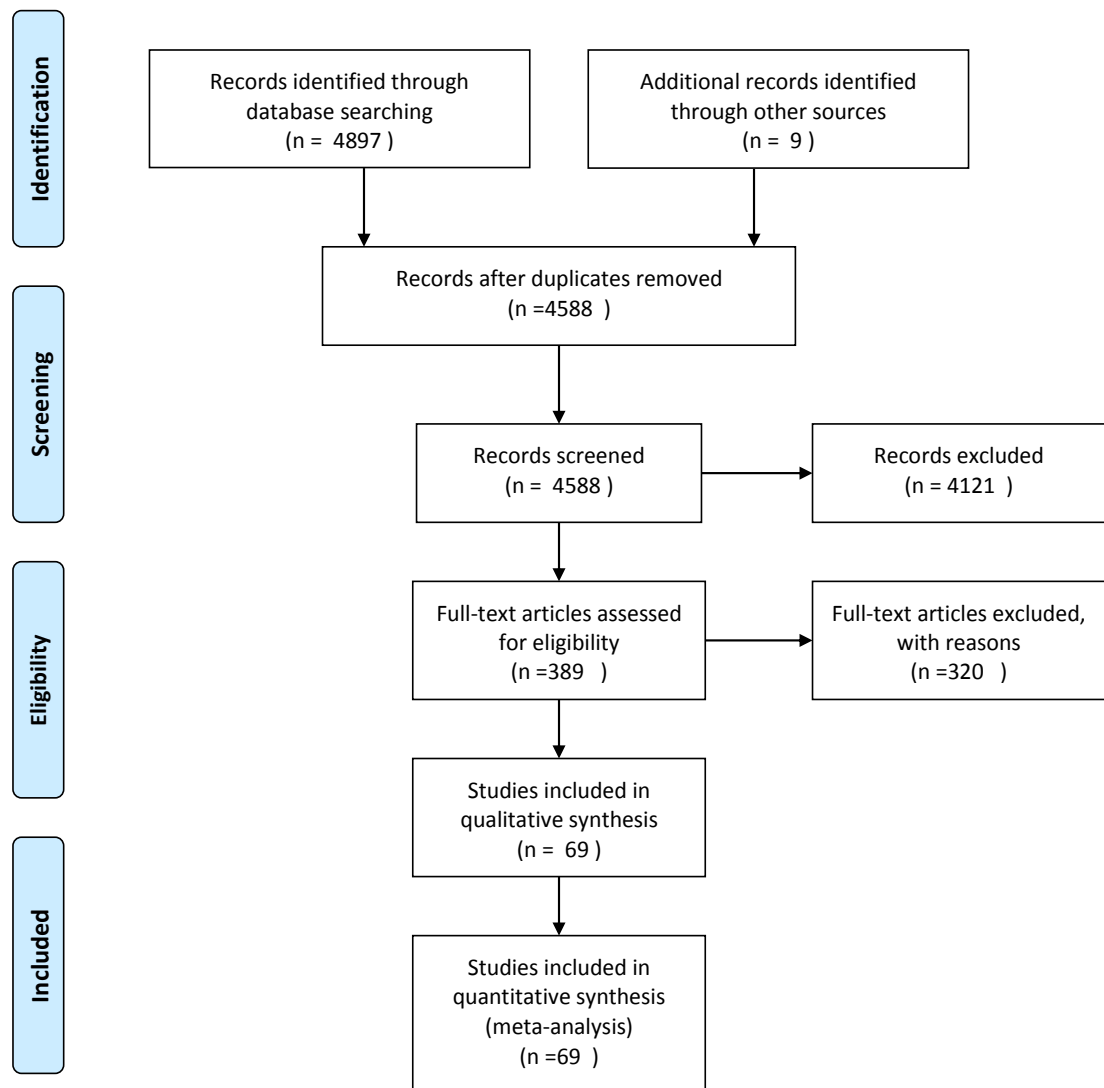 Identification
Records identified through
database searching
(n = 4897 )
Additional records identified
through other sources
(n = 9 )
Records after duplicates removed
(n =4588 )
Screening
Records screened
(n = 4588 )
Records excluded
(n = 4121 )
Eligibility
Full-text articles assessed
for eligibility
(n =389 )
Full-text articles excluded,
with reasons
(n =320 )
Studies included in
qualitative synthesis
(n = 69 )
Included
Studies included in
quantitative synthesis
(meta-analysis)
(n =69 )